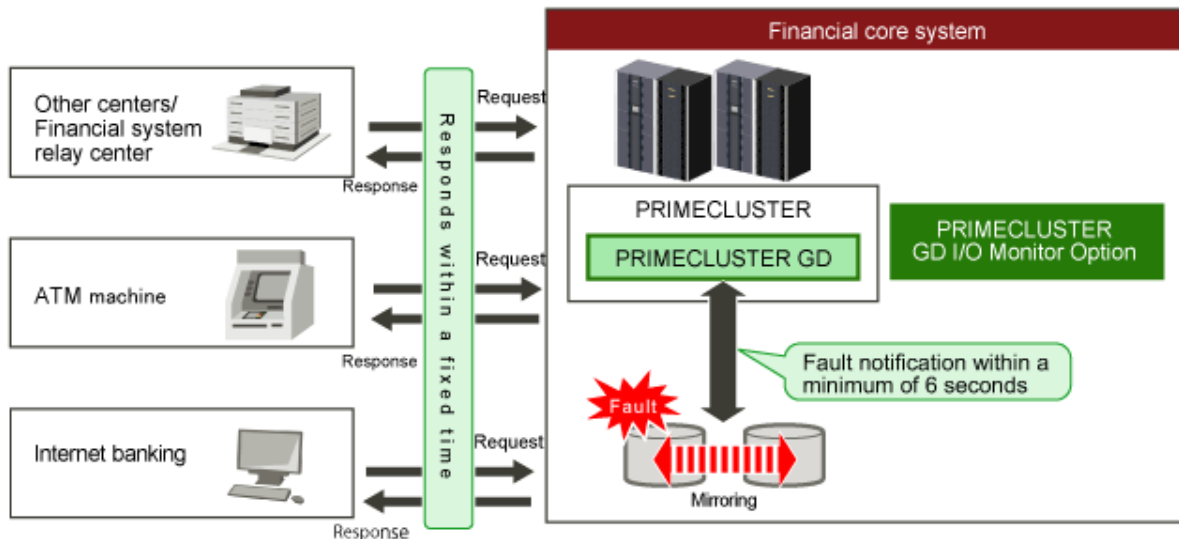 Financial core system
Other centers/
Financial system
relay center
Request
Response
Responds within a fixed time
PRIMECLUSTER
PRIMECLUSTER GD
PRIMECLUSTER
GD I/O Monitor Option
ATM machine
Request
Response
Fault notification within a
minimum of 6 seconds
Fault
Internet banking
Request
Response
Mirroring